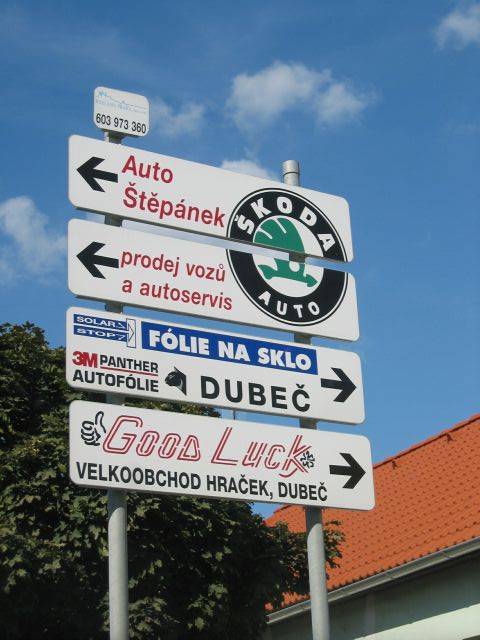 603 973 360
Auto
Štěpánek
ŠKODA
prodej vozů
a autoservis
AUTO
SOLAR
STOP
FÓLIE NA SKLO
3M PANTHER
AUTOFÓLIE
DUBEČ
GOOD LUCK
VELKOOBCHOD HRAČEK, DUBEČ